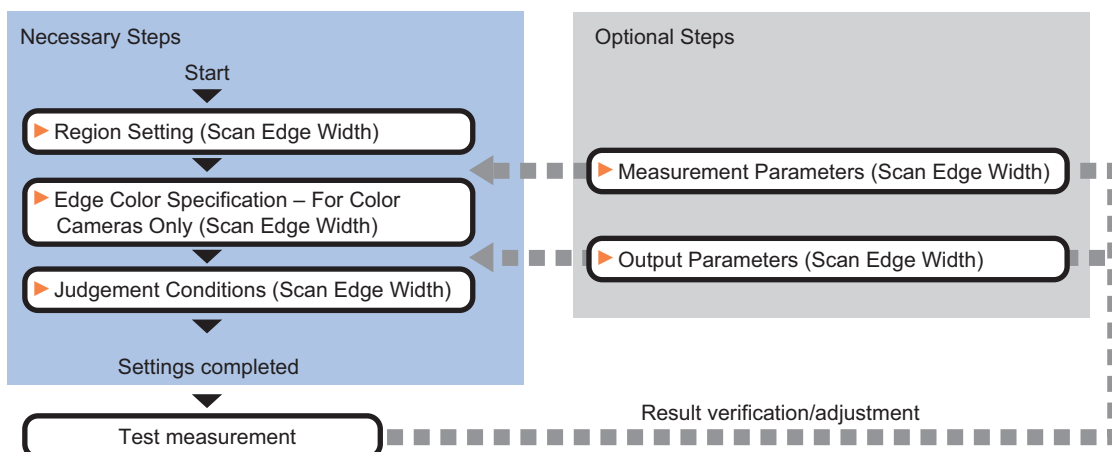 Necessary Steps
Start
Region Setting (Scan Edge Width)
Edge Color Specification – For Color
Cameras Only (Scan Edge Width)
Judgement Conditions (Scan Edge Width)
Settings completed
Test measurement
Optional Steps
Measurement Parameters (Scan Edge Width)
Output Parameters (Scan Edge Width)
Result verification/adjustment